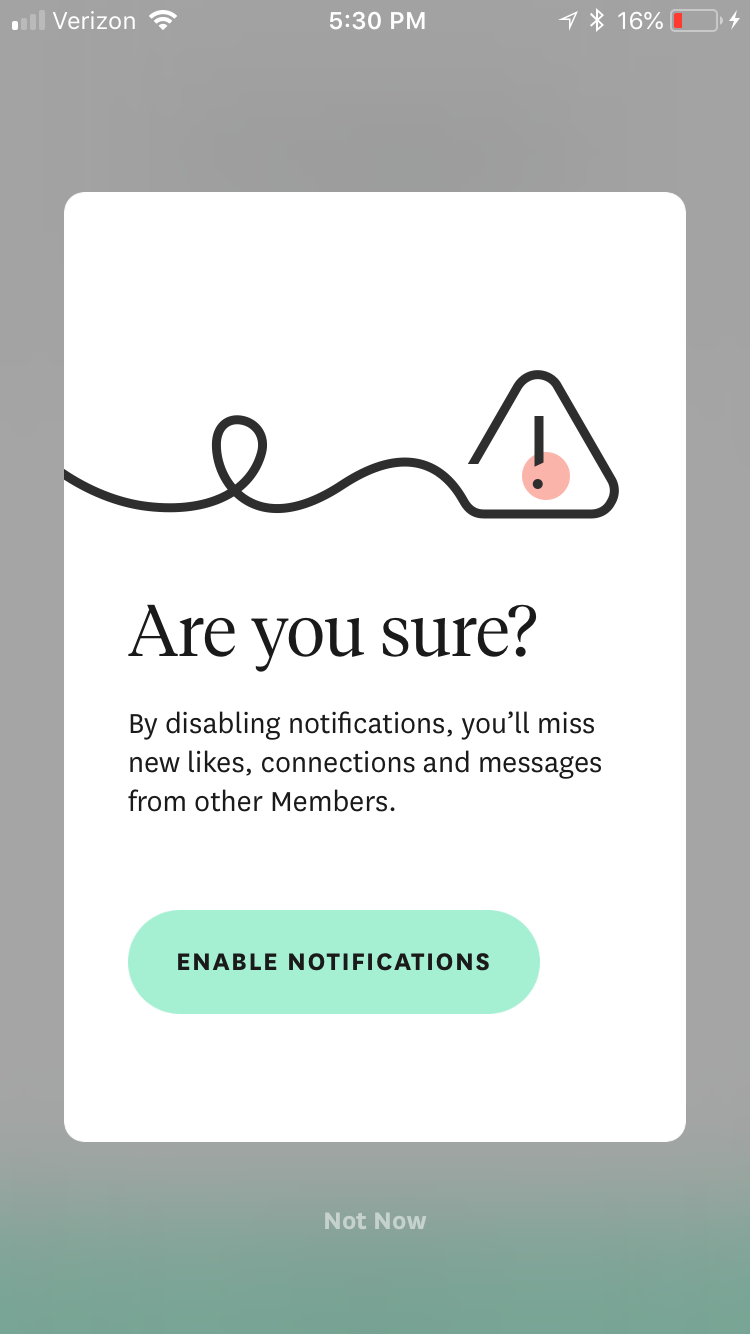 Verizon 5:30 PM 16%
!
Are you sure?
By disabling notifications, you’ll miss
new likes, connections and messages
from other Members.
ENABLE NOTIFICATIONS
Not Now